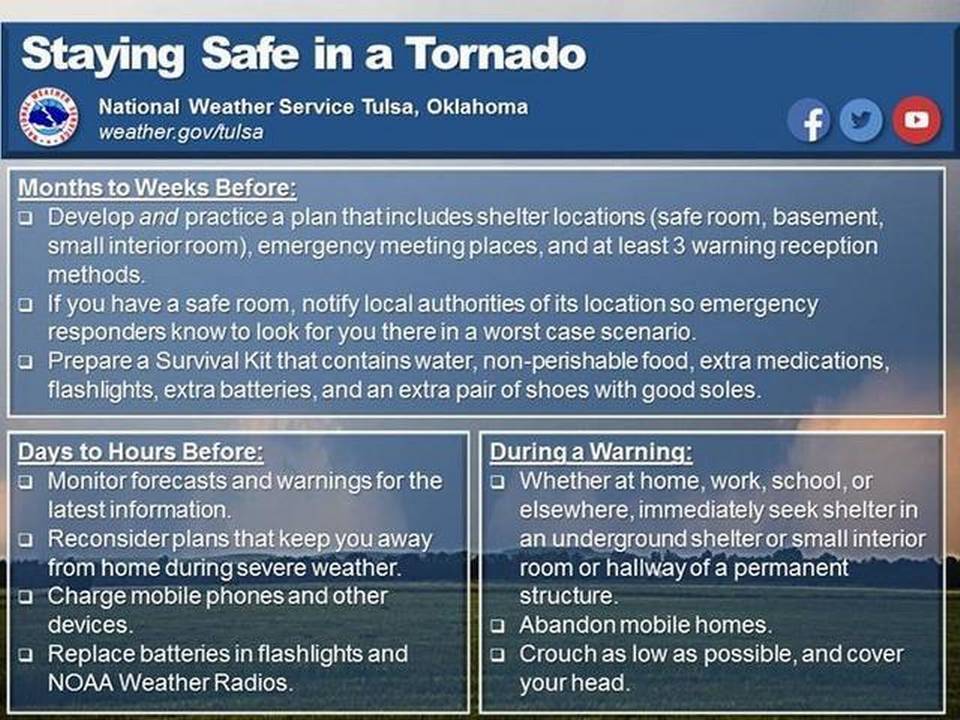 Staying Safe in a Tornado
National Weather Service Tulsa, Oklahoma
weather.gov/tulsa
NATIONAL WEATHER SERVICE
Months to Weeks Before:
❑ Develop and practice a plan that includes shelter locations (safe room, basement,
small interior room), emergency meeting places, and at least 3 warning reception
methods.
❑ If you have a safe room, notify local authorities of its location so emergency
responders know to look for you there in a worst case scenario.
❑ Prepare a Survival Kit that contains water, non-perishable food, extra medications,
flashlights, extra batteries, and an extra pair of shoes with good soles.
Days to Hours Before:
❑ Monitor forecasts and warnings for the
latest information.
❑ Reconsider plans that keep you away
from home during severe weather.
❑ Charge mobile phones and other
devices.
❑ Replace batteries in flashlights and
NOAA Weather Radios.
During a Warning:
❑ Whether at home, work, school, or
elsewhere, immediately seek shelter in
an underground shelter or small interior
room or hallway of a permanent
structure.
❑ Abandon mobile homes.
❑ Crouch as low as possible, and cover
your head.